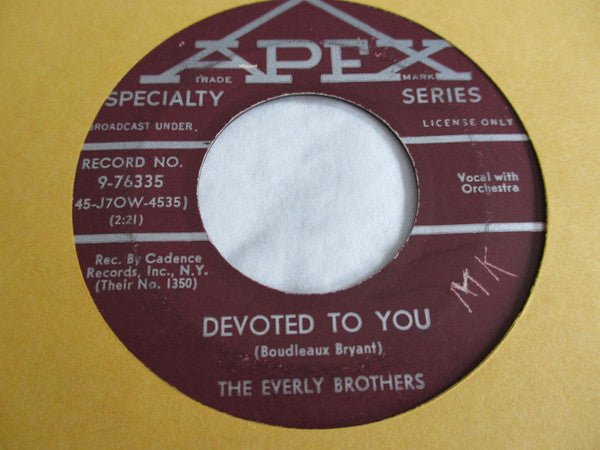 APEX
TRADE MARK
SPECIALTY SERIES
BROADCAST UNDER LICENSE ONLY
RECORD NO.
9-76335
45-J7OW-4535)
(2:21)
Vocal with
Orchestra
Rec. By Cadence
Records, Inc., N.Y.
(Their No. 1350)
MK
DEVOTED TO YOU
(Boudleaux Bryant)
THE EVERLY BROTHERS